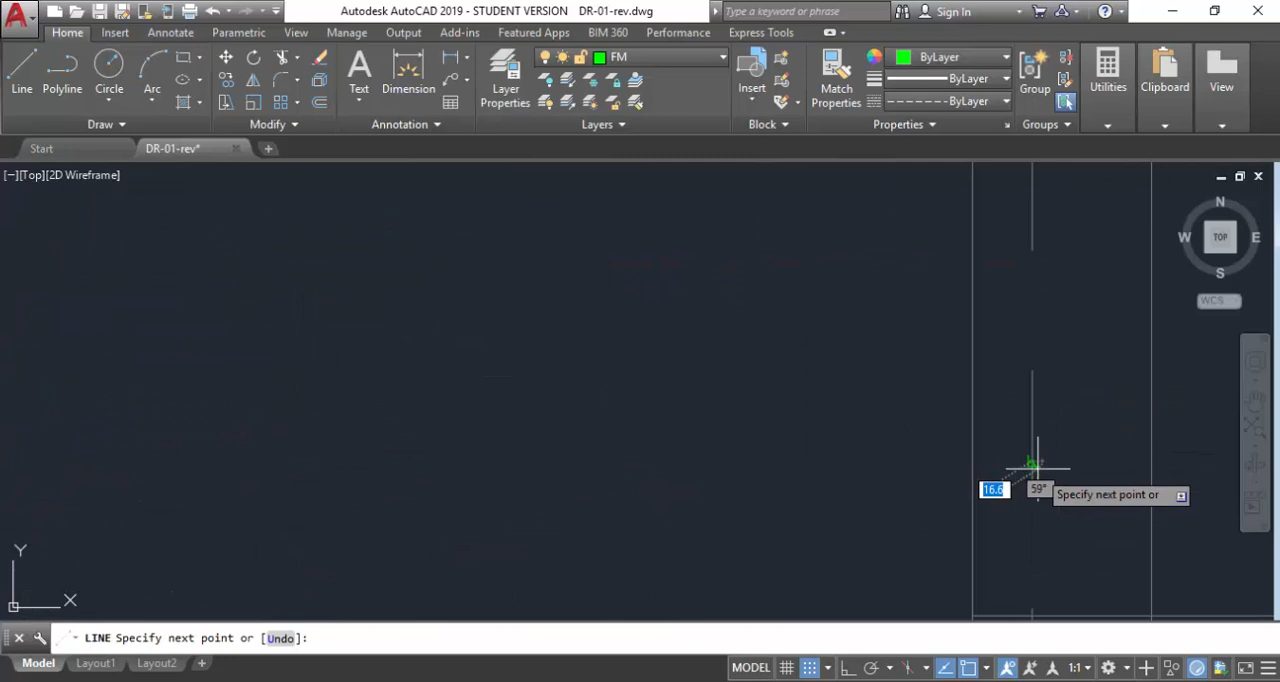 Autodesk AutoCAD 2019 - STUDENT VERSION DR-01-rev.dwg
Type a keyword or phrase
Sign In
Home Insert Annotate Parametric View Manage Output Add-ins Featured Apps BIM 360 Performance Express Tools
Line Polyline Circle Arc
Draw
Modify
Text Dimension
Annotation
Layer Properties
FM
Layers
Insert
Block
Match Properties
ByLayer
ByLayer
ByLayer
Properties
Group
Groups
Utilities
Clipboard
View
Start
DR-01-rev*
[−][Top][2D Wireframe]
N
W TOP E
S
WCS
16.6
59°
Specify next point or
Y
X
LINE Specify next point or [Undo]:
Model Layout1 Layout2 +
MODEL
1:1